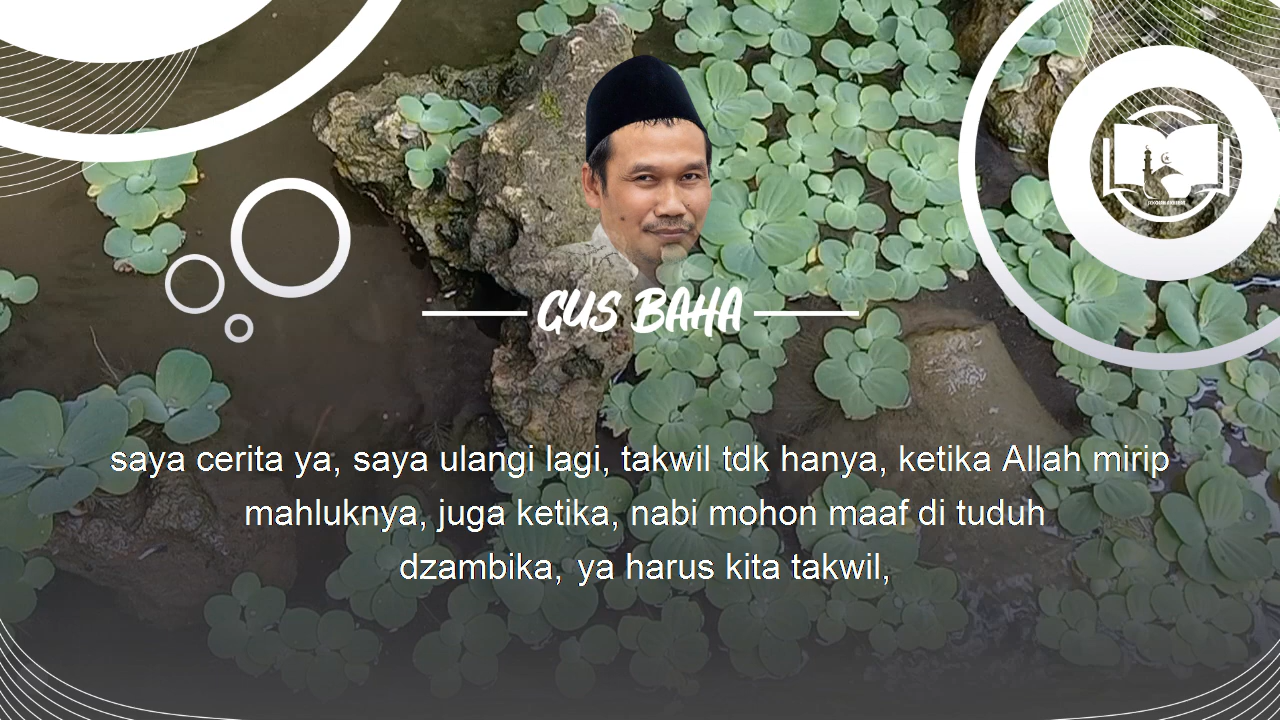 GUS BAHA
saya cerita ya, saya ulangi lagi, takwil tdk hanya, ketika Allah mirip
mahluknya, juga ketika, nabi mohon maaf di tuduh
dzambika, ya harus kita takwil,